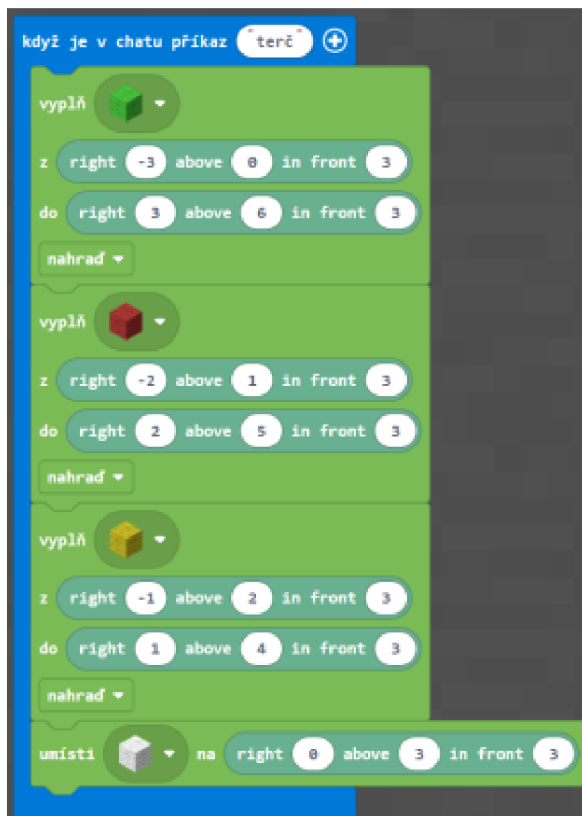 když je v chatu příkaz "terč"
vyplň
z right -3 above 0 in front 3
do right 3 above 6 in front 3
nahraď
vyplň
z right -2 above 1 in front 3
do right 2 above 5 in front 3
nahraď
vyplň
z right -1 above 2 in front 3
do right 1 above 4 in front 3
nahraď
umísti na right 0 above 3 in front 3